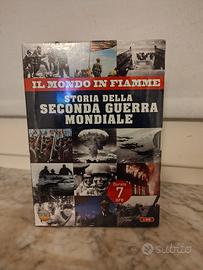 IL MONDO IN FIAMME
STORIA DELLA
SECONDA GUERRA
MONDIALE
Durata
7
ore
subito